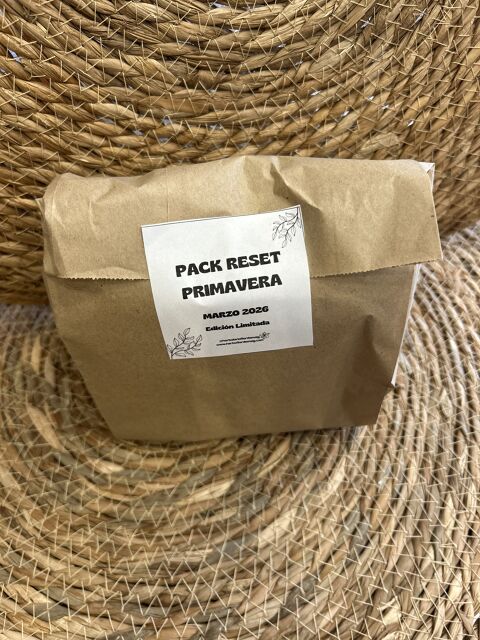 PACK RESET
PRIMAVERA
MARZO 2026
Edición Limitada